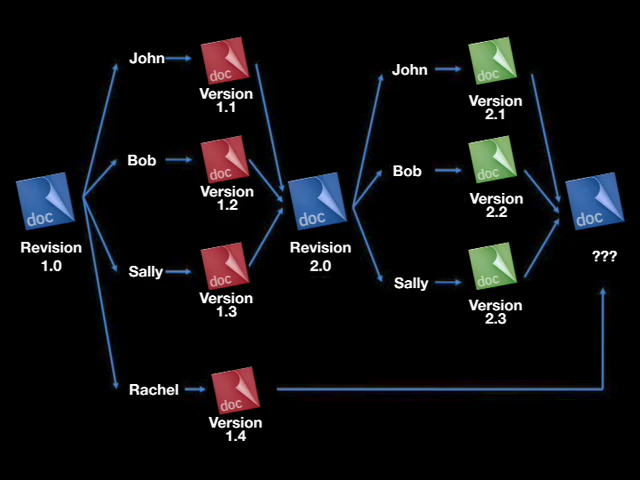 doc
Revision
1.0
John
doc
Version
1.1
Bob
doc
Version
1.2
Sally
doc
Version
1.3
Rachel
doc
Version
1.4
doc
Revision
2.0
John
doc
Version
2.1
Bob
doc
Version
2.2
Sally
doc
Version
2.3
doc
???